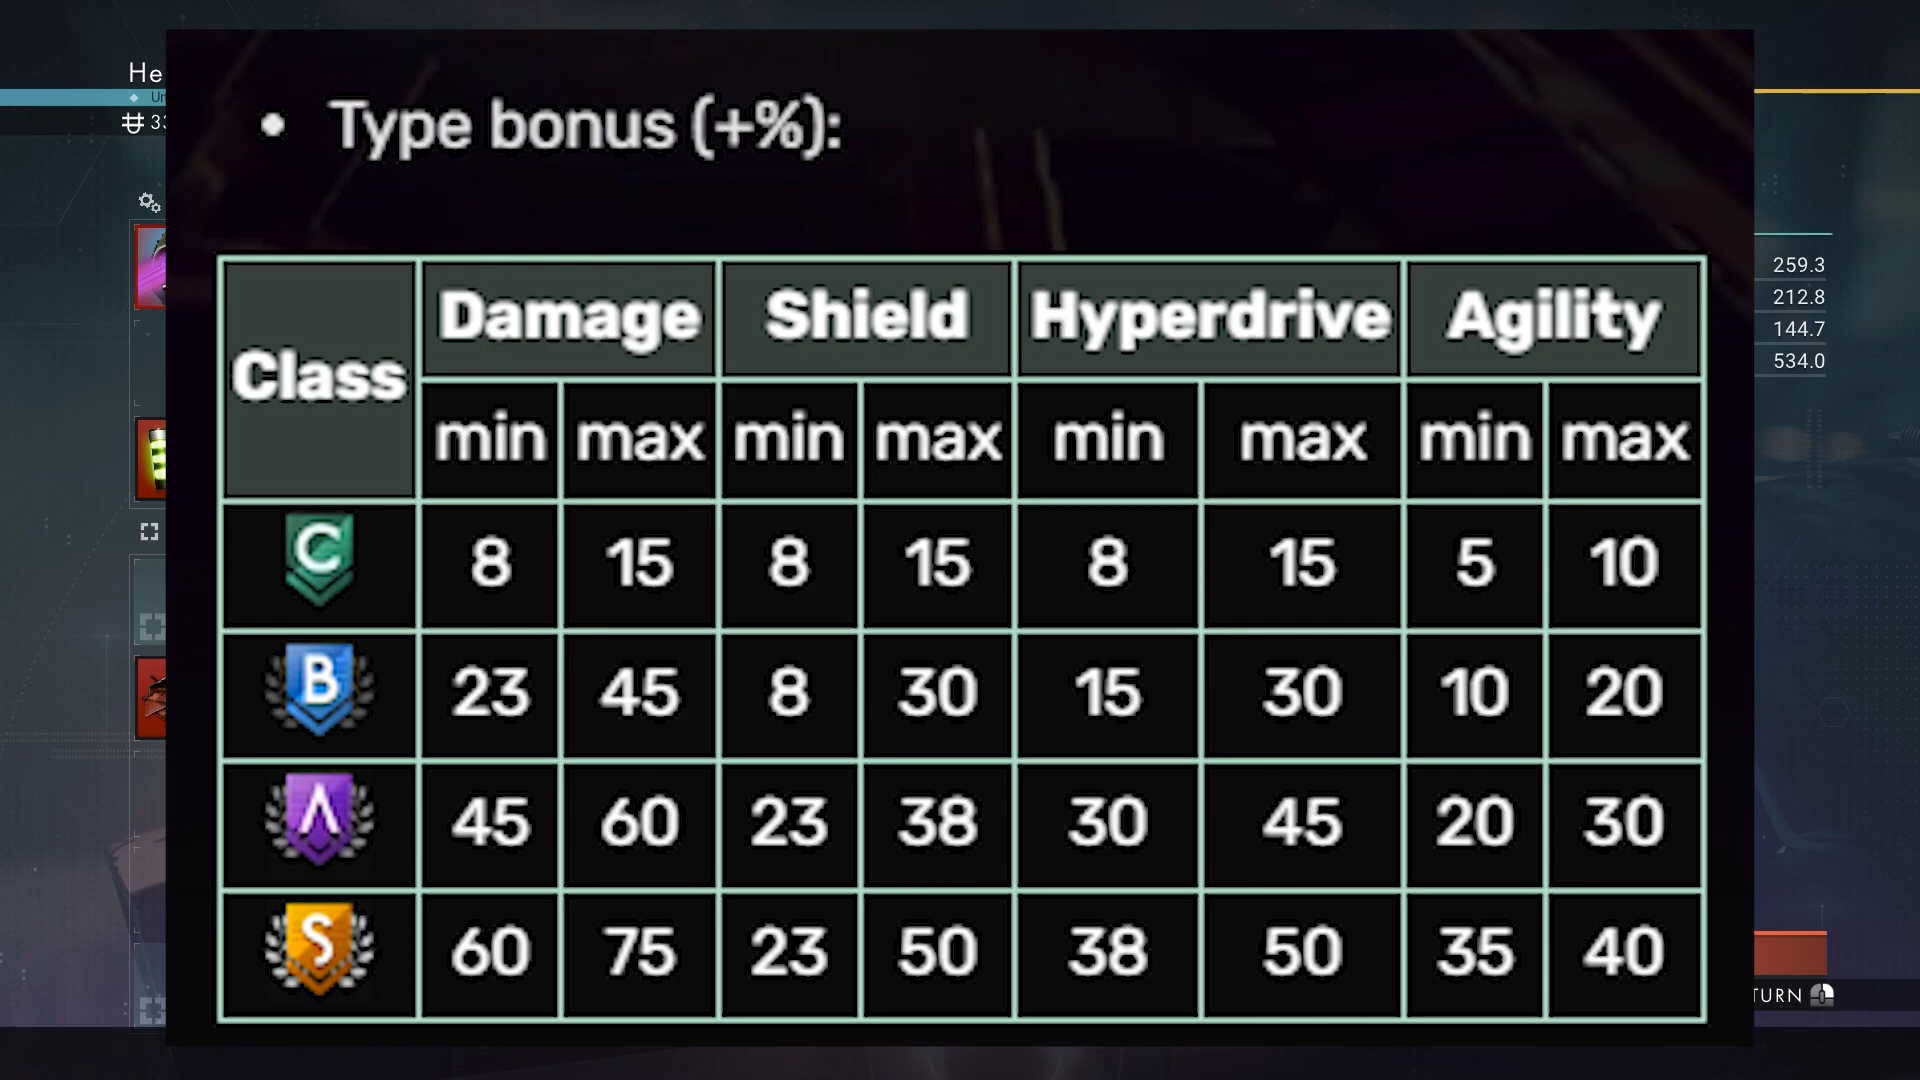 He
Un
33
• Type bonus (+%):
Class Damage Shield Hyperdrive Agility
min max min max min max min max
C 8 15 8 15 8 15 5 10
B 23 45 8 30 15 30 10 20
A 45 60 23 38 30 45 20 30
S 60 75 23 50 38 50 35 40
259.3
212.8
144.7
534.0
TURN